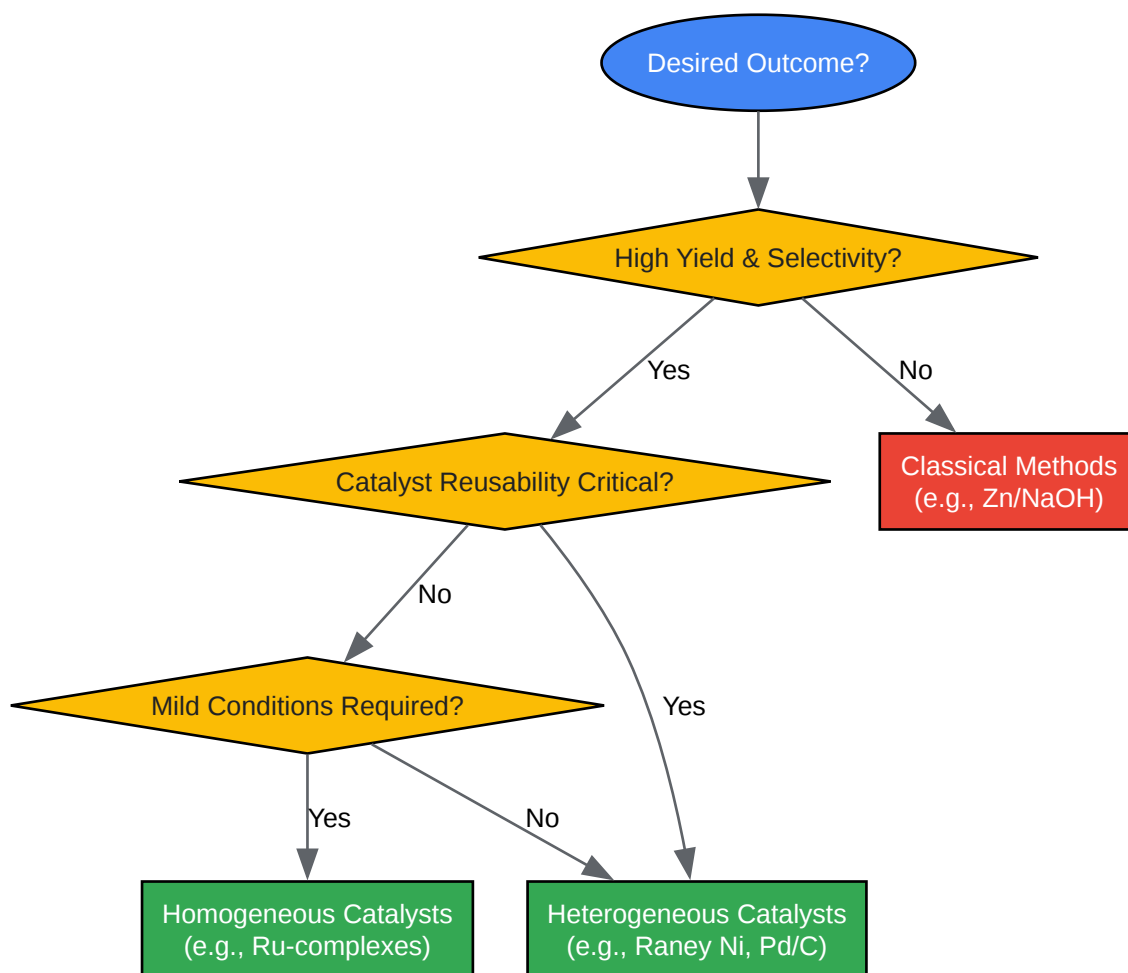 Desired Outcome?
High Yield & Selectivity?
Yes
No
Catalyst Reusability Critical?
Classical Methods
(e.g., Zn/NaOH)
No
Yes
Mild Conditions Required?
Yes
No
Homogeneous Catalysts
(e.g., Ru-complexes)
Heterogeneous Catalysts
(e.g., Raney Ni, Pd/C)